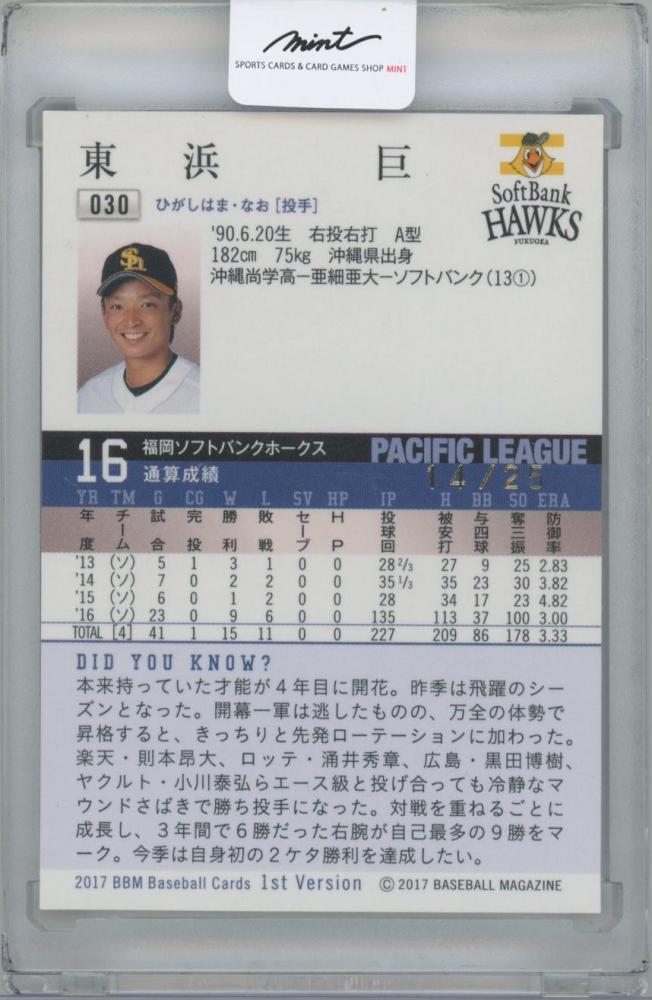 mint
SPORTS CARDS & CARD GAMES SHOP MINT
東 浜 巨
SoftBank
HAWKS
FUKUOKA
030 ひがしはま・なお [投手]
'90.6.20生 右投右打 A型
182cm 75kg 沖縄県出身
沖縄尚学高ー亜細亜大ーソフトバンク(13①)
16 福岡ソフトバンクホークス PACIFIC LEAGUE
通算成績 14/25
YR TM G CG W L SV HP IP H BB SO ERA
年度 チーム 試合 完投 勝利 敗戦 セーブ HP 投球回 被安打 与四球 奪三振 防御率
'13 (ソ) 5 1 3 1 0 0 28 2/3 27 9 25 2.83
'14 (ソ) 7 0 2 2 0 0 35 1/3 35 23 30 3.82
'15 (ソ) 6 0 1 2 0 0 28 34 17 23 4.82
'16 (ソ) 23 0 9 6 0 0 135 113 37 100 3.00
TOTAL [4] 41 1 15 11 0 0 227 209 86 178 3.33
DID YOU KNOW?
本来持っていた才能が4年目に開花。昨季は飛躍のシー
ズンとなった。開幕一軍は逃したものの、万全の体勢で
昇格すると、きっちりと先発ローテーションに加わった。
楽天・則本昂大、ロッテ・涌井秀章、広島・黒田博樹、
ヤクルト・小川泰弘らエース級と投げ合っても冷静なマ
ウンドさばきで勝ち投手になった。対戦を重ねるごとに
成長し、3年間で6勝だった右腕が自己最多の9勝をマ
ーク。今季は自身初の2ケタ勝利を達成したい。
2017 BBM Baseball Cards 1st Version © 2017 BASEBALL MAGAZINE